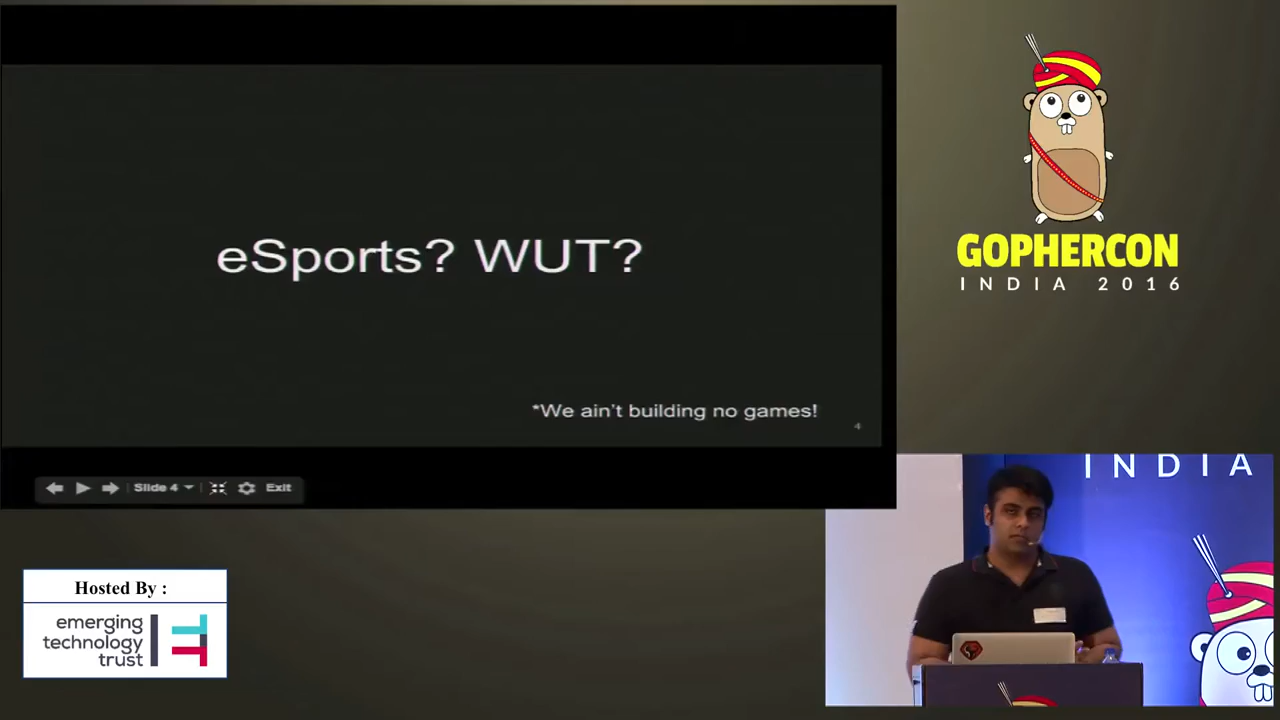 eSports? WUT?
*We ain't building no games!
4
Slide 4
Exit
GOPHERCON
INDIA 2016
INDIA
Hosted By :
emerging
technology
trust